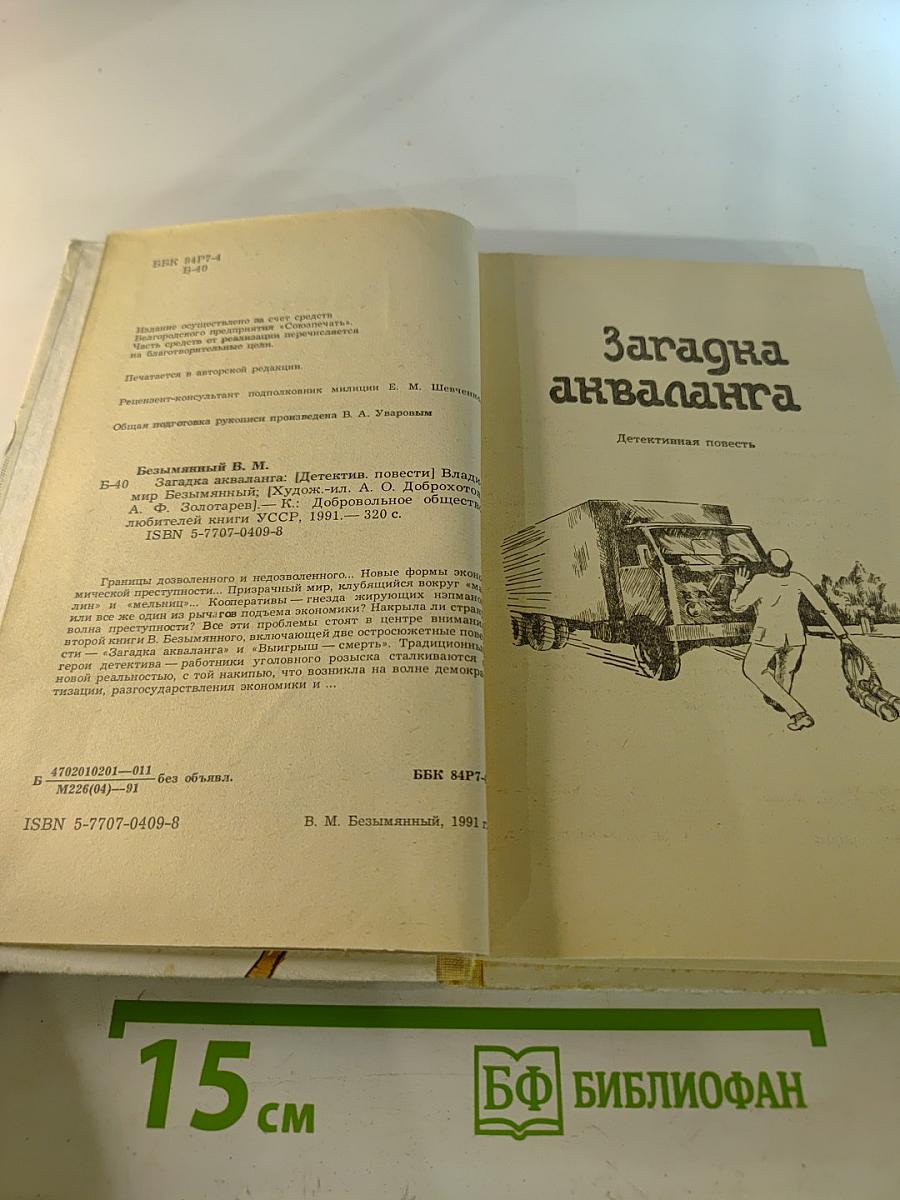 ББК 84Р7-4
Б-40
Издание осуществлено за счет средств
Белгородского предприятия «Союзпечать».
Часть средств от реализации перечисляется
на благотворительные цели.
Печатается в авторской редакции.
Рецензент-консультант подполковник милиции Е. М. Шевченко
Общая подготовка рукописи произведена В. А. Уваровым
Безымянный В. М.
Б-40 Загадка акваланга: [Детектив. повести] Влади-
мир Безымянный; [Худож.-ил. А. О. Доброхотов
А. Ф. Золотарев].— К.: Добровольное обществ
любителей книги УССР, 1991.— 320 с.
ISBN 5-7707-0409-8
Границы дозволенного и недозволенного... Новые формы эконо
мической преступности... Призрачный мир, клубящийся вокруг «ма
лин» и «мельниц»... Кооперативы — гнезда жирующих нэпмано
или все же один из рычагов подъема экономики? Накрыла ли стран
волна преступности? Все эти проблемы стоят в центре внимани
второй книги В. Безымянного, включающей две остросюжетные пове
сти — «Загадка акваланга» и «Выигрыш — смерть». Традиционны
герои детектива — работники уголовного розыска сталкиваются
новой реальностью, с той накипью, что возникла на волне демокра
тизации, разгосударствления экономики и ...
Б 4702010201—011 без объявл.
М226(04)—91
ББК 84Р7-
ISBN 5-7707-0409-8
В. М. Безымянный, 1991 г.
Загадка
акваланга
Детективная повесть
15 см
БФ БИБЛИОФАН